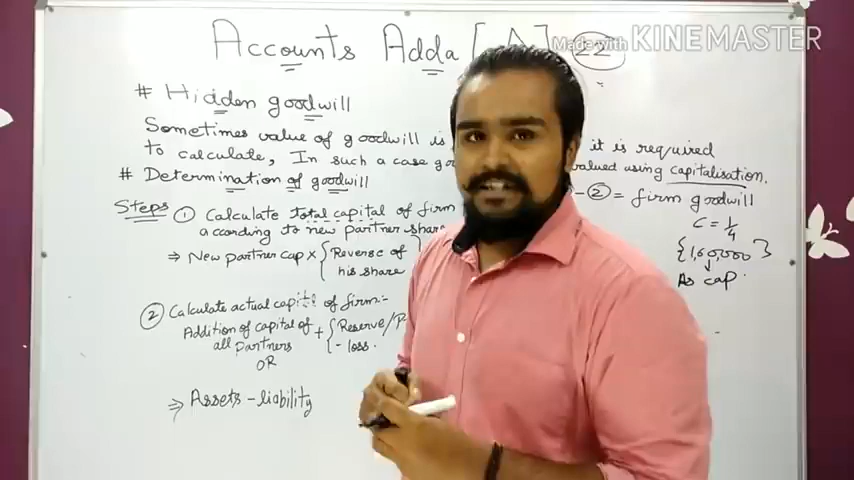 Accounts Adda [A] 22
Made with KINEMASTER
# Hidden goodwill
Sometimes value of goodwill is it is required
to calculate, In such a case valued using capitalisation.
# Determination of goodwill
- ② = firm goodwill
Steps ① Calculate total capital of firm
acording to new partner share
C = 1/4
⇒ New partner cap × { Reverse of
his share
{1,60,000}
↓
As cap.
② Calculate actual capital of firm:-
Addition of capital of + { Reserve/P
all partners - loss.
OR
⇒ Assets - liability